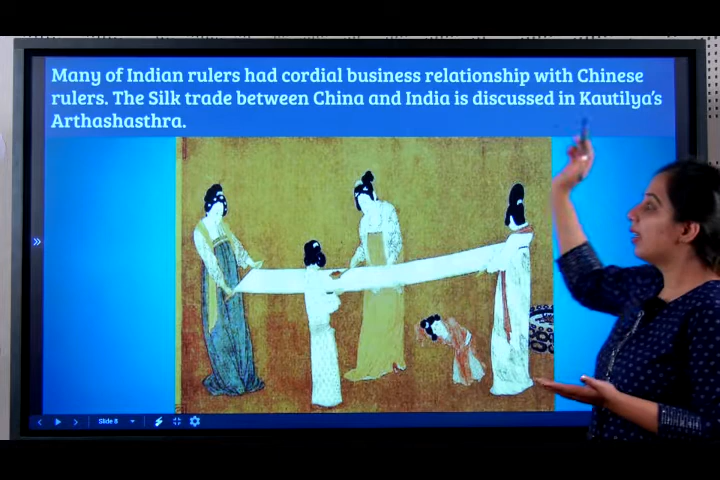 Many of Indian rulers had cordial business relationship with Chinese
rulers. The Silk trade between China and India is discussed in Kautilya's
Arthashasthra.
Slide 8